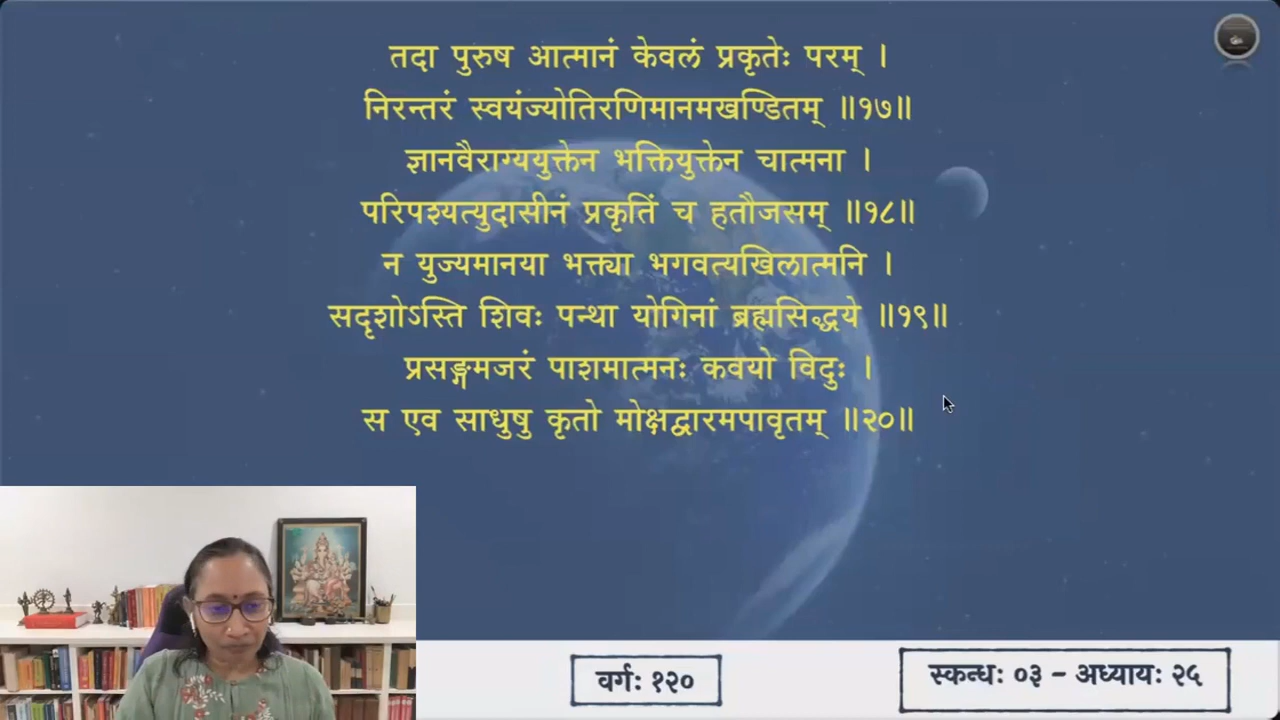 तदा पुरुष आत्मानं केवलं प्रकृतेः परम् ।
निरन्तरं स्वयंज्योतिरणिमानमखण्डितम् ॥१७॥
ज्ञानवैराग्ययुक्तेन भक्तियुक्तेन चात्मना ।
परिपश्यत्युदासीनं प्रकृतिं च हतौजसम् ॥१८॥
न युज्यमानया भक्त्या भगवत्यखिलात्मनि ।
सदृशोऽस्ति शिवः पन्था योगिनां ब्रह्मसिद्धये ॥१९॥
प्रसङ्गमजरं पाशमात्मनः कवयो विदुः ।
स एव साधुषु कृतो मोक्षद्वारमपावृतम् ॥२०॥
वर्गः १२०
स्कन्धः ०३ - अध्यायः २५